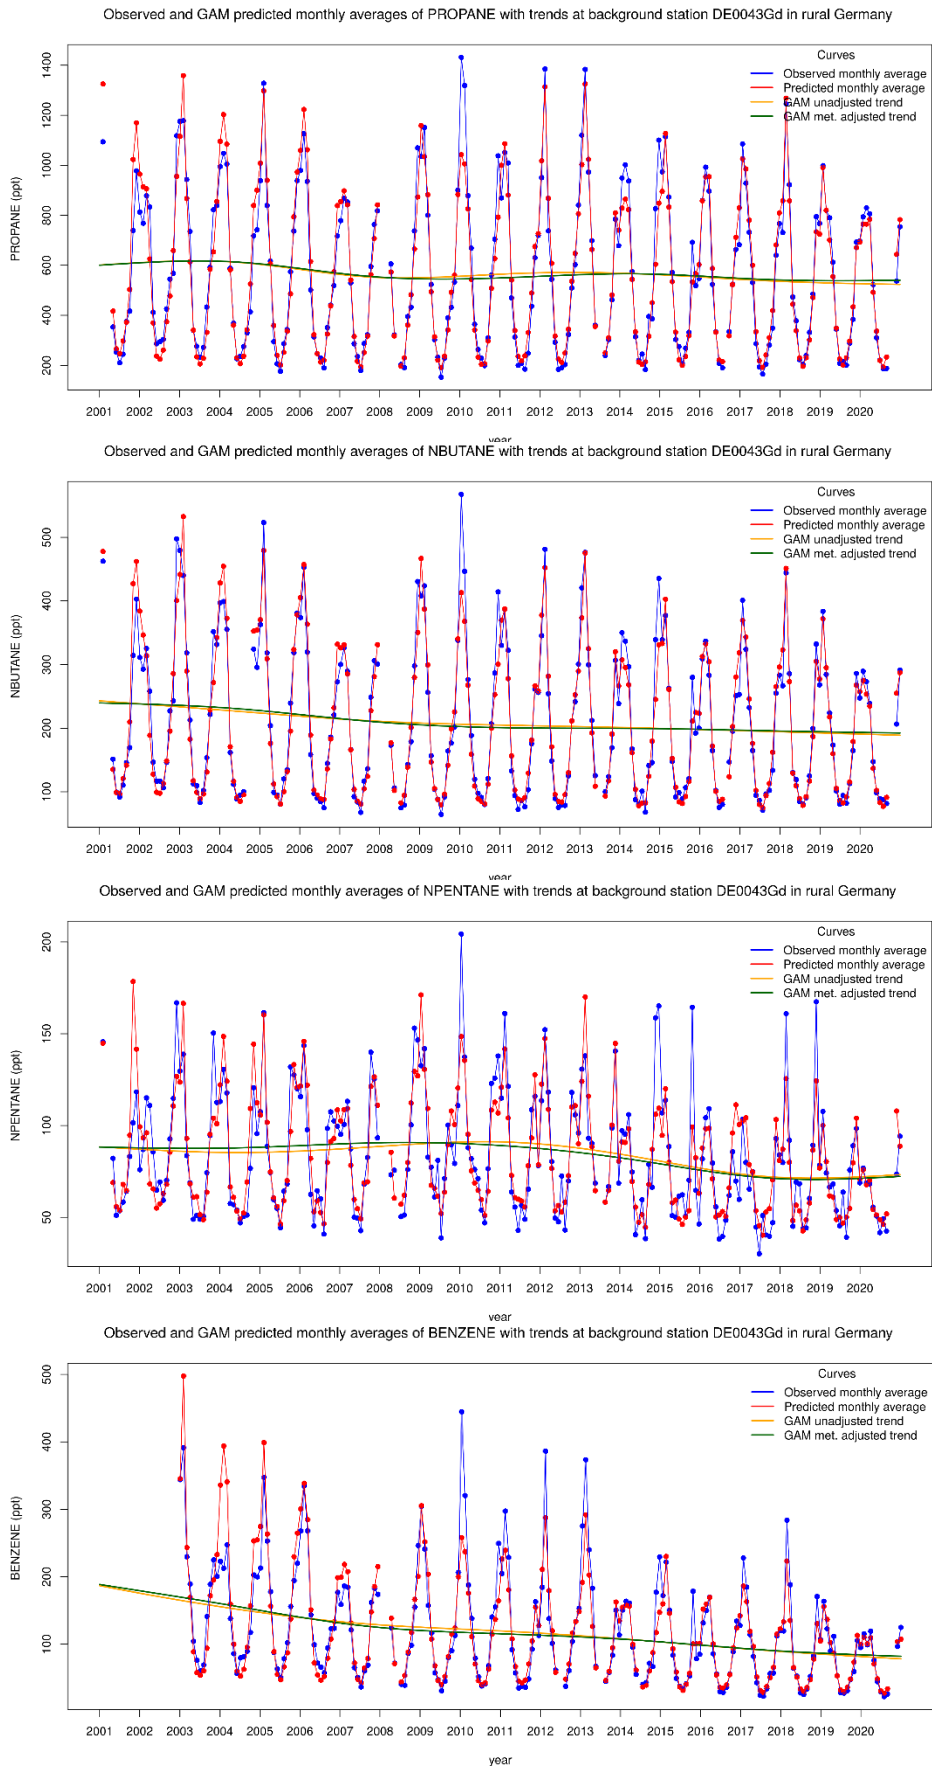 Observed and GAM predicted monthly averages of PROPANE with trends at background station DE0043Gd in rural Germany
Curves
Observed monthly average
Predicted monthly average
GAM unadjusted trend
GAM met. adjusted trend
PROPANE (ppt)
1400
1200
1000
800
600
400
200
2001 2002 2003 2004 2005 2006 2007 2008 2009 2010 2011 2012 2013 2014 2015 2016 2017 2018 2019 2020
year
Observed and GAM predicted monthly averages of NBUTANE with trends at background station DE0043Gd in rural Germany
Curves
Observed monthly average
Predicted monthly average
GAM unadjusted trend
GAM met. adjusted trend
NBUTANE (ppt)
500
400
300
200
100
2001 2002 2003 2004 2005 2006 2007 2008 2009 2010 2011 2012 2013 2014 2015 2016 2017 2018 2019 2020
year
Observed and GAM predicted monthly averages of NPENTANE with trends at background station DE0043Gd in rural Germany
Curves
Observed monthly average
Predicted monthly average
GAM unadjusted trend
GAM met. adjusted trend
NPENTANE (ppt)
200
150
100
50
2001 2002 2003 2004 2005 2006 2007 2008 2009 2010 2011 2012 2013 2014 2015 2016 2017 2018 2019 2020
year
Observed and GAM predicted monthly averages of BENZENE with trends at background station DE0043Gd in rural Germany
Curves
Observed monthly average
Predicted monthly average
GAM unadjusted trend
GAM met. adjusted trend
BENZENE (ppt)
500
400
300
200
100
2001 2002 2003 2004 2005 2006 2007 2008 2009 2010 2011 2012 2013 2014 2015 2016 2017 2018 2019 2020
year